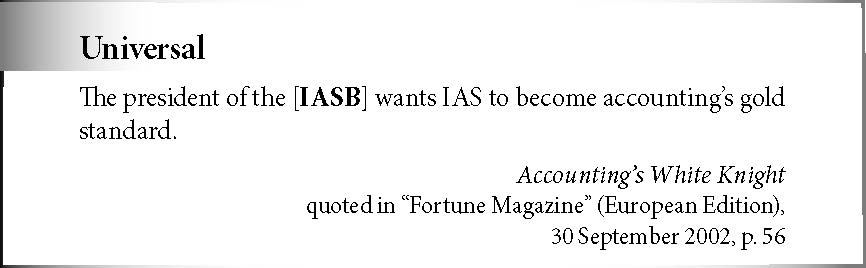 Universal
The president of the [IASB] wants IAS to become accounting’s gold
standard.
Accounting’s White Knight
quoted in “Fortune Magazine” (European Edition),
30 September 2002, p. 56